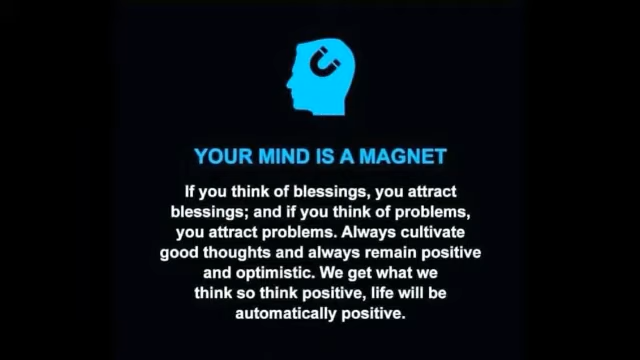 YOUR MIND IS A MAGNET
If you think of blessings, you attract
blessings; and if you think of problems,
you attract problems. Always cultivate
good thoughts and always remain positive
and optimistic. We get what we
think so think positive, life will be
automatically positive.